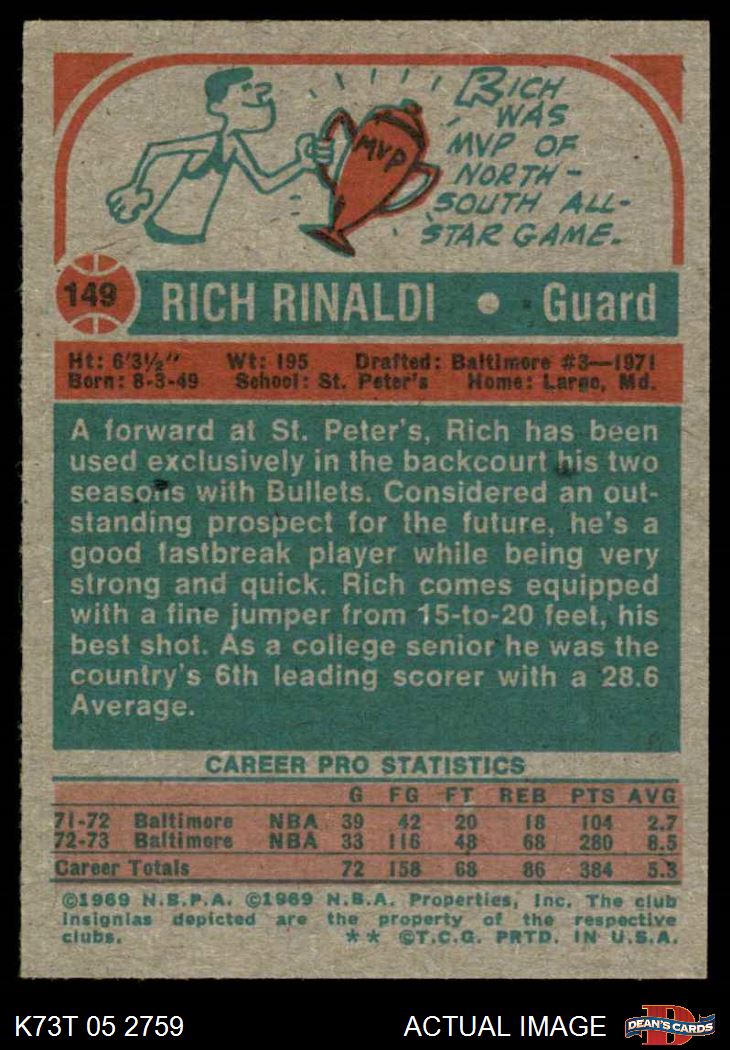 RICH
WAS
MVP OF
NORTH-
SOUTH ALL-
STAR GAME.
MVP
149 RICH RINALDI • Guard
Ht: 6'3½" Wt: 195 Drafted: Baltimore #3—1971
Born: 8-3-49 School: St. Peter's Home: Largo, Md.
A forward at St. Peter's, Rich has been
used exclusively in the backcourt his two
seasons with Bullets. Considered an out-
standing prospect for the future, he's a
good fastbreak player while being very
strong and quick. Rich comes equipped
with a fine jumper from 15-to-20 feet, his
best shot. As a college senior he was the
country's 6th leading scorer with a 28.6
Average.
CAREER PRO STATISTICS
G FG FT REB PTS AVG
71-72 Baltimore NBA 39 42 20 18 104 2.7
72-73 Baltimore NBA 33 116 48 68 280 8.5
Career Totals 72 158 68 86 384 5.3
©1969 N.B.P.A. ©1969 N.B.A. Properties, Inc. The club
insignias depicted are the property of the respective
clubs. ** ©T.C.G. PRTD. IN U.S.A.
K73T 05 2759 ACTUAL IMAGE DEAN'S CARDS